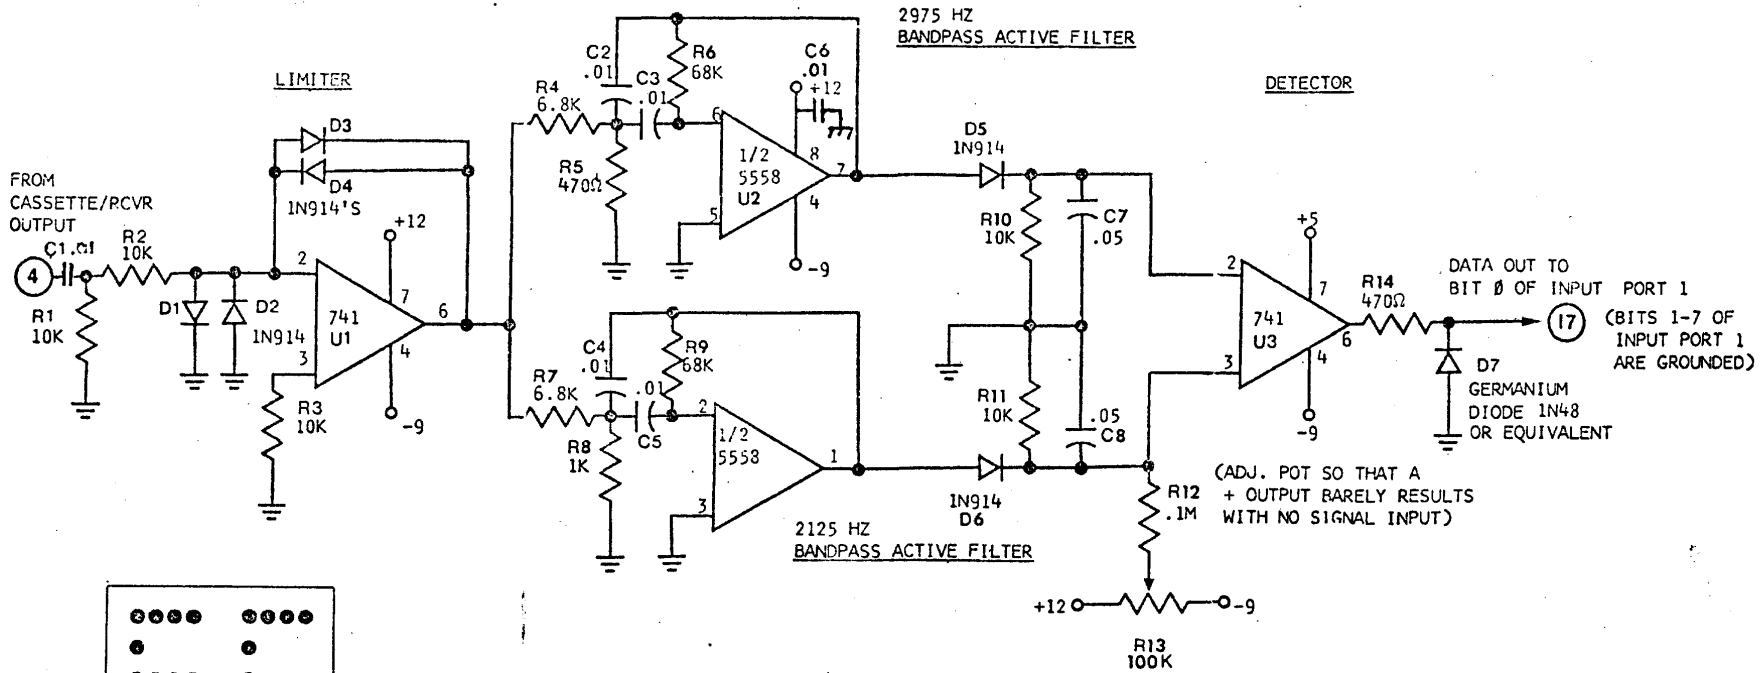 2975 HZ
BANDPASS ACTIVE FILTER
LIMITER
DETECTOR
FROM
CASSETTE/RCVR
OUTPUT
4
C1 .01
R1
10K
R2
10K
D1
D2
1N914
D3
D4
1N914'S
R3
10K
2
3
741
U1
+12
7
4
-9
6
R4
6.8K
C2
.01
C3
.01
R5
470Ω
R6
68K
6
5
1/2
5558
U2
C6
.01
+12
8
7
4
-9
R7
6.8K
C4
.01
.01
C5
R8
1K
R9
68K
2
3
1/2
5558
1
2125 HZ
BANDPASS ACTIVE FILTER
D5
1N914
R10
10K
C7
.05
R11
10K
.05
C8
1N914
D6
R12
.1M
(ADJ. POT SO THAT A
+ OUTPUT BARELY RESULTS
WITH NO SIGNAL INPUT)
+12
-9
R13
100K
2
3
741
U3
+5
7
4
-9
6
R14
470Ω
D7
GERMANIUM
DIODE 1N48
OR EQUIVALENT
DATA OUT TO
BIT Ø OF INPUT PORT 1
17
(BITS 1-7 OF
INPUT PORT 1
ARE GROUNDED)